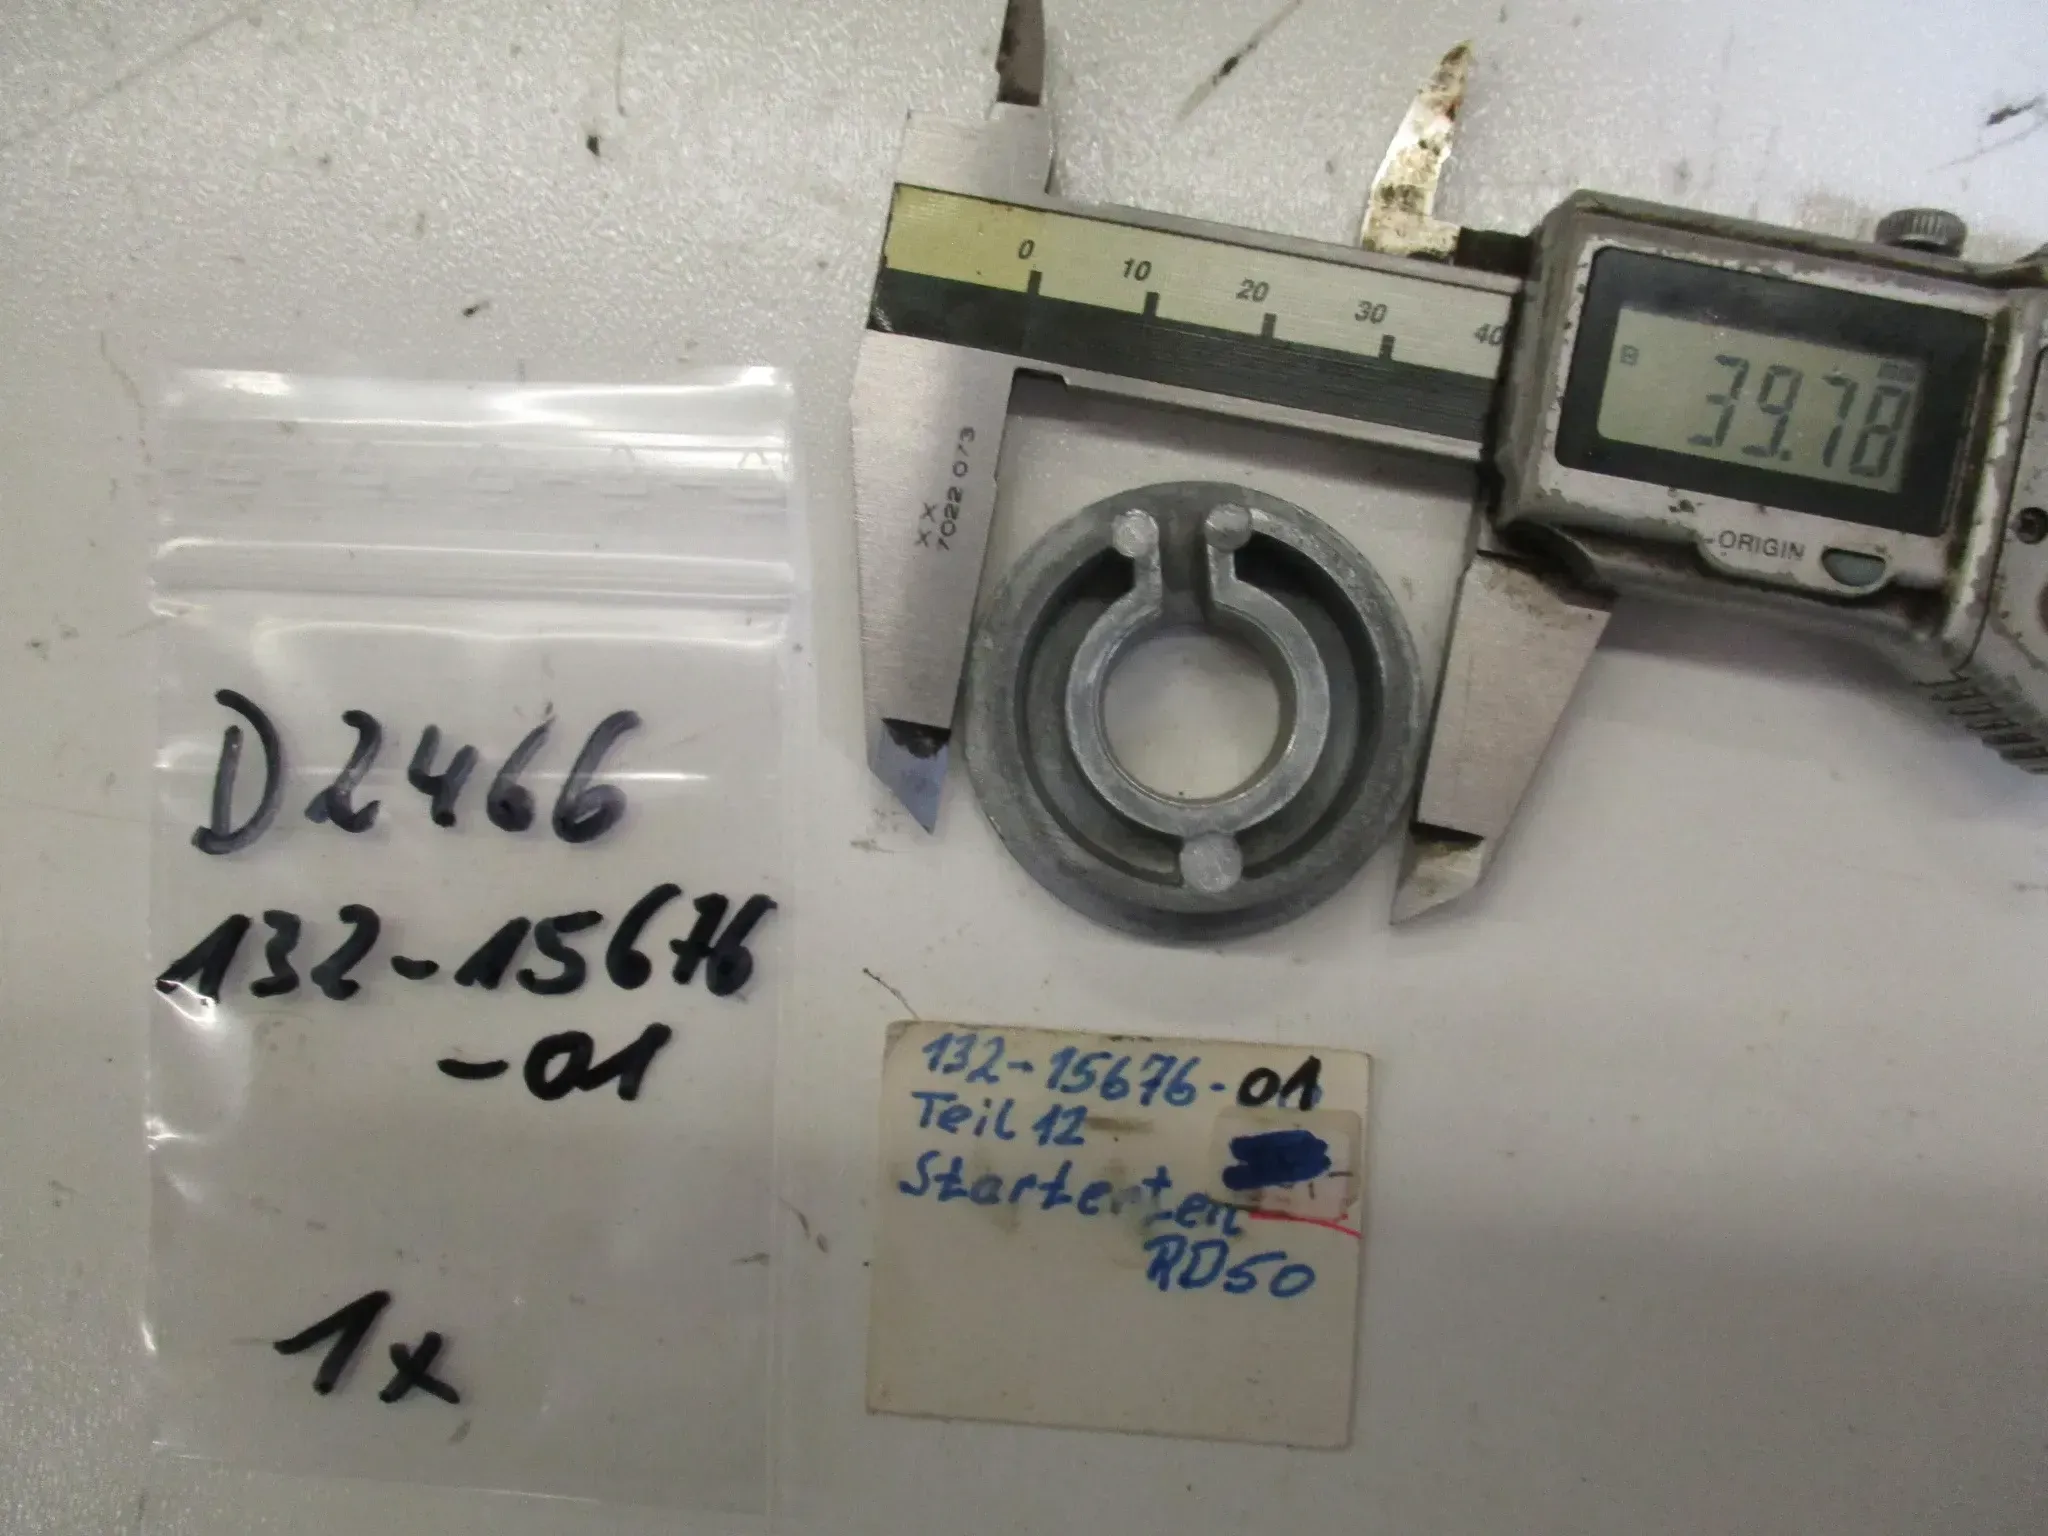 0 10 20 30 40
mm
B 39.78
ORIGIN
XX
7022 073
D2466
132-15676
-01
1x
132-15676-01
Teil 12
RD50